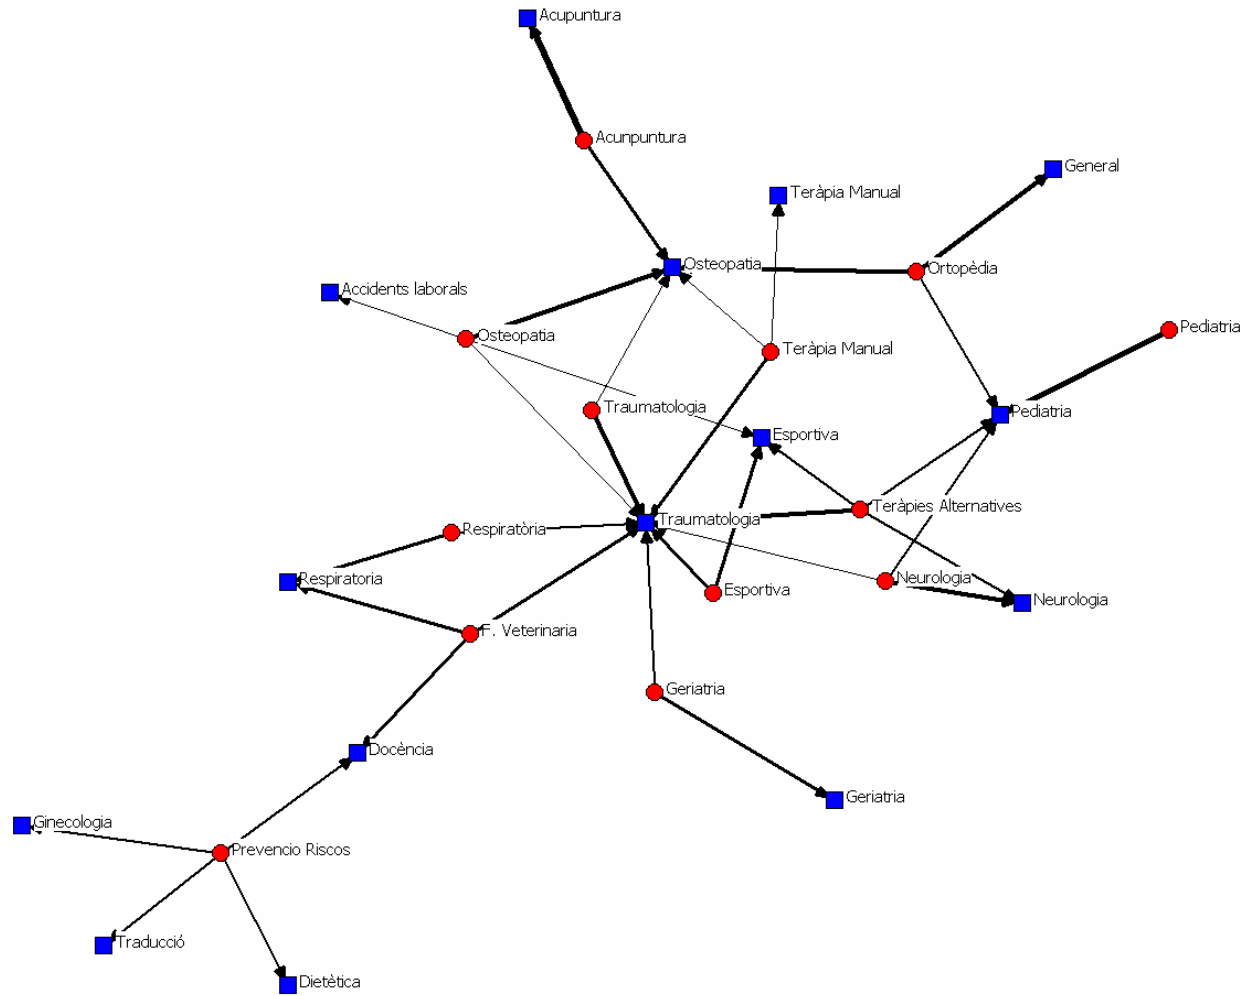 Acupuntura
Acunpuntura
General
Teràpia Manual
Osteopatia
Ortopèdia
Accidents laborals
Pediatria
Osteopatia
Teràpia Manual
Traumatologia
Pediatria
Esportiva
Teràpies Alternatives
Traumatologia
Respiratòria
Respiratoria
Neurologia
Esportiva
Neurologia
F. Veterinaria
Geriatria
Docència
Geriatria
Ginecologia
Prevencio Riscos
Traducció
Dietètica